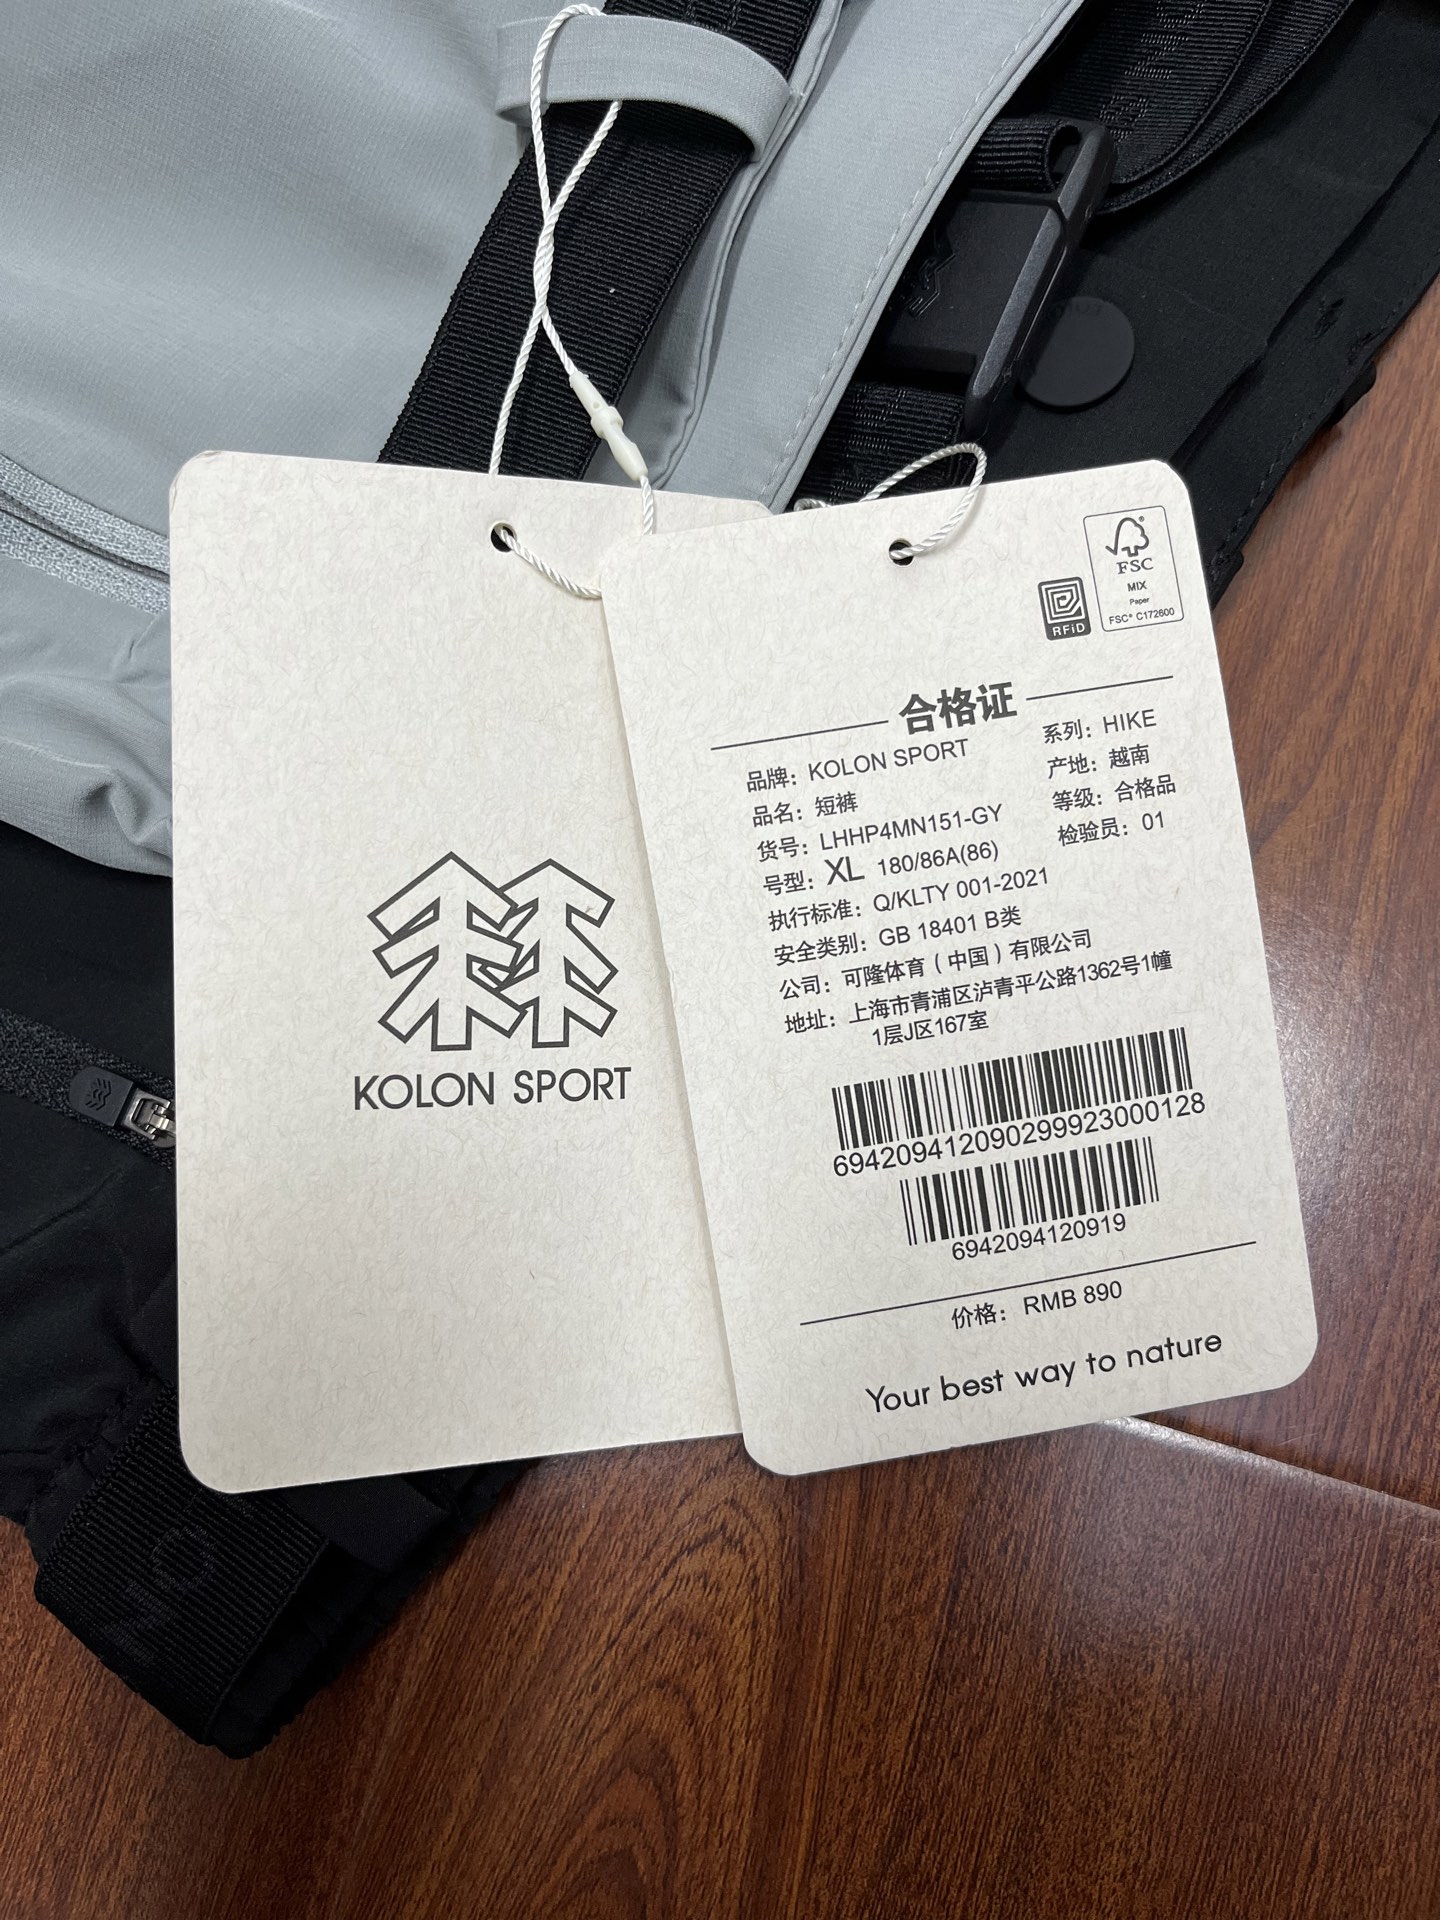 KOLON SPORT
FSC
MIX
Paper
FSC® C172600
RFiD
合格证
品牌：KOLON SPORT 系列：HIKE
品名：短裤 产地：越南
货号：LHHP4MN151-GY 等级：合格品
号型：XL 180/86A(86) 检验员：01
执行标准：Q/KLTY 001-2021
安全类别：GB 18401 B类
公司：可隆体育（中国）有限公司
地址：上海市青浦区泸青平公路1362号1幢
1层J区167室
69420941209029992300​0128
6942094120919
价格：RMB 890
Your best way to nature